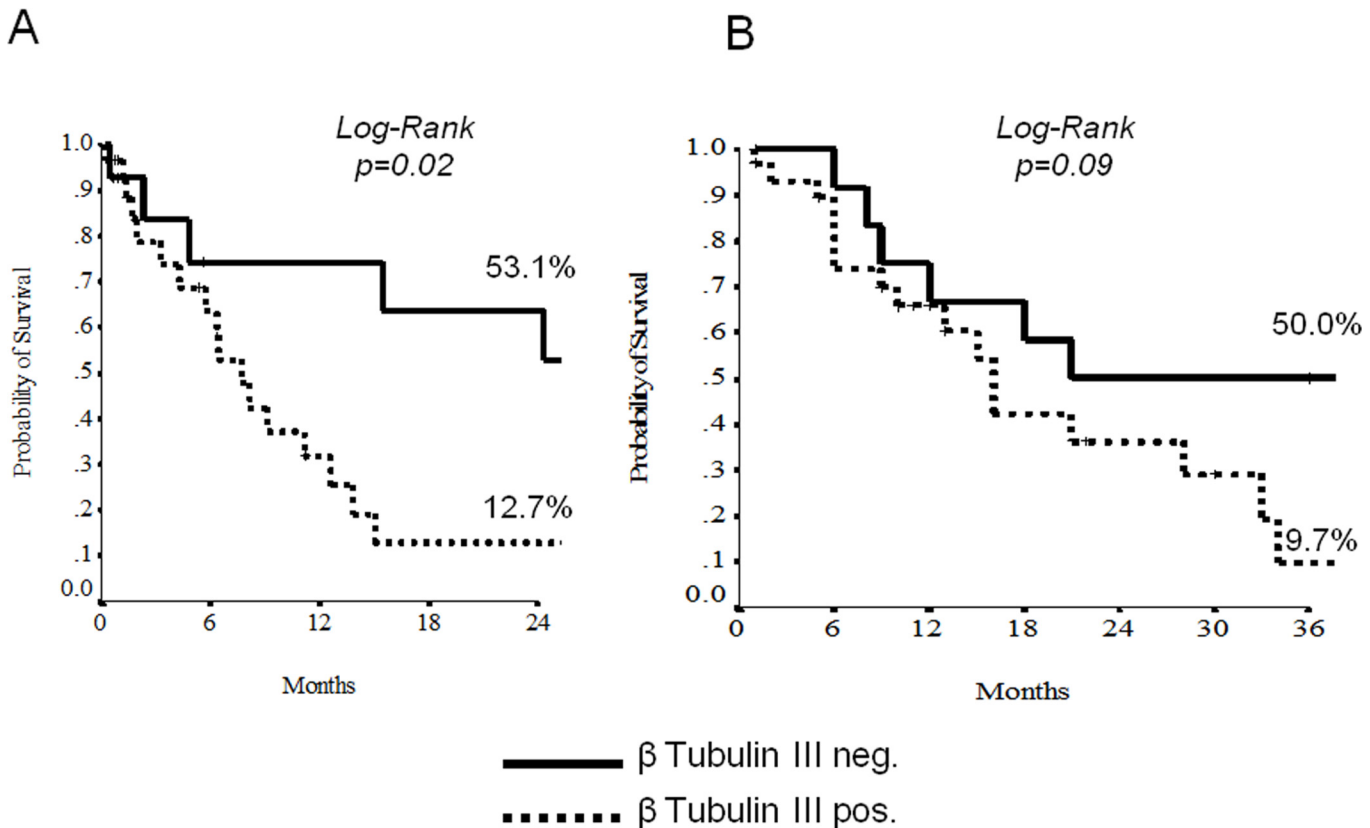 A
B
Log-Rank
p=0.02
Log-Rank
p=0.09
1.0
.9
.8
.7
.6
.5
.4
.3
.2
.1
0.0
Probability of Survival
53.1%
12.7%
0 6 12 18 24
Months
1.0
.9
.8
.7
.6
.5
.4
.3
.2
.1
0.0
Probability of Survival
50.0%
9.7%
0 6 12 18 24 30 36
Months
β Tubulin III neg.
β Tubulin III pos.